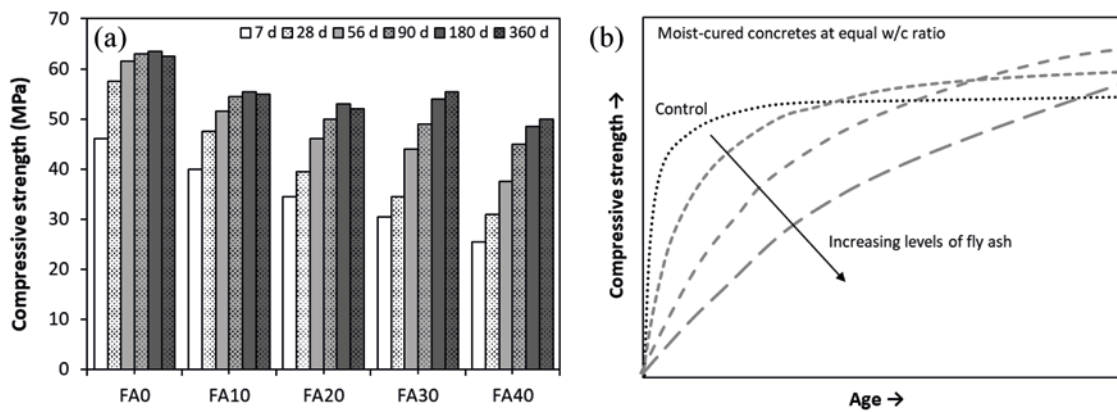 (a)
7 d 28 d 56 d 90 d 180 d 360 d
Compressive strength (MPa)
70
60
50
40
30
20
10
0
FA0 FA10 FA20 FA30 FA40
(b)
Moist-cured concretes at equal w/c ratio
Control
Increasing levels of fly ash
Compressive strength →
Age →